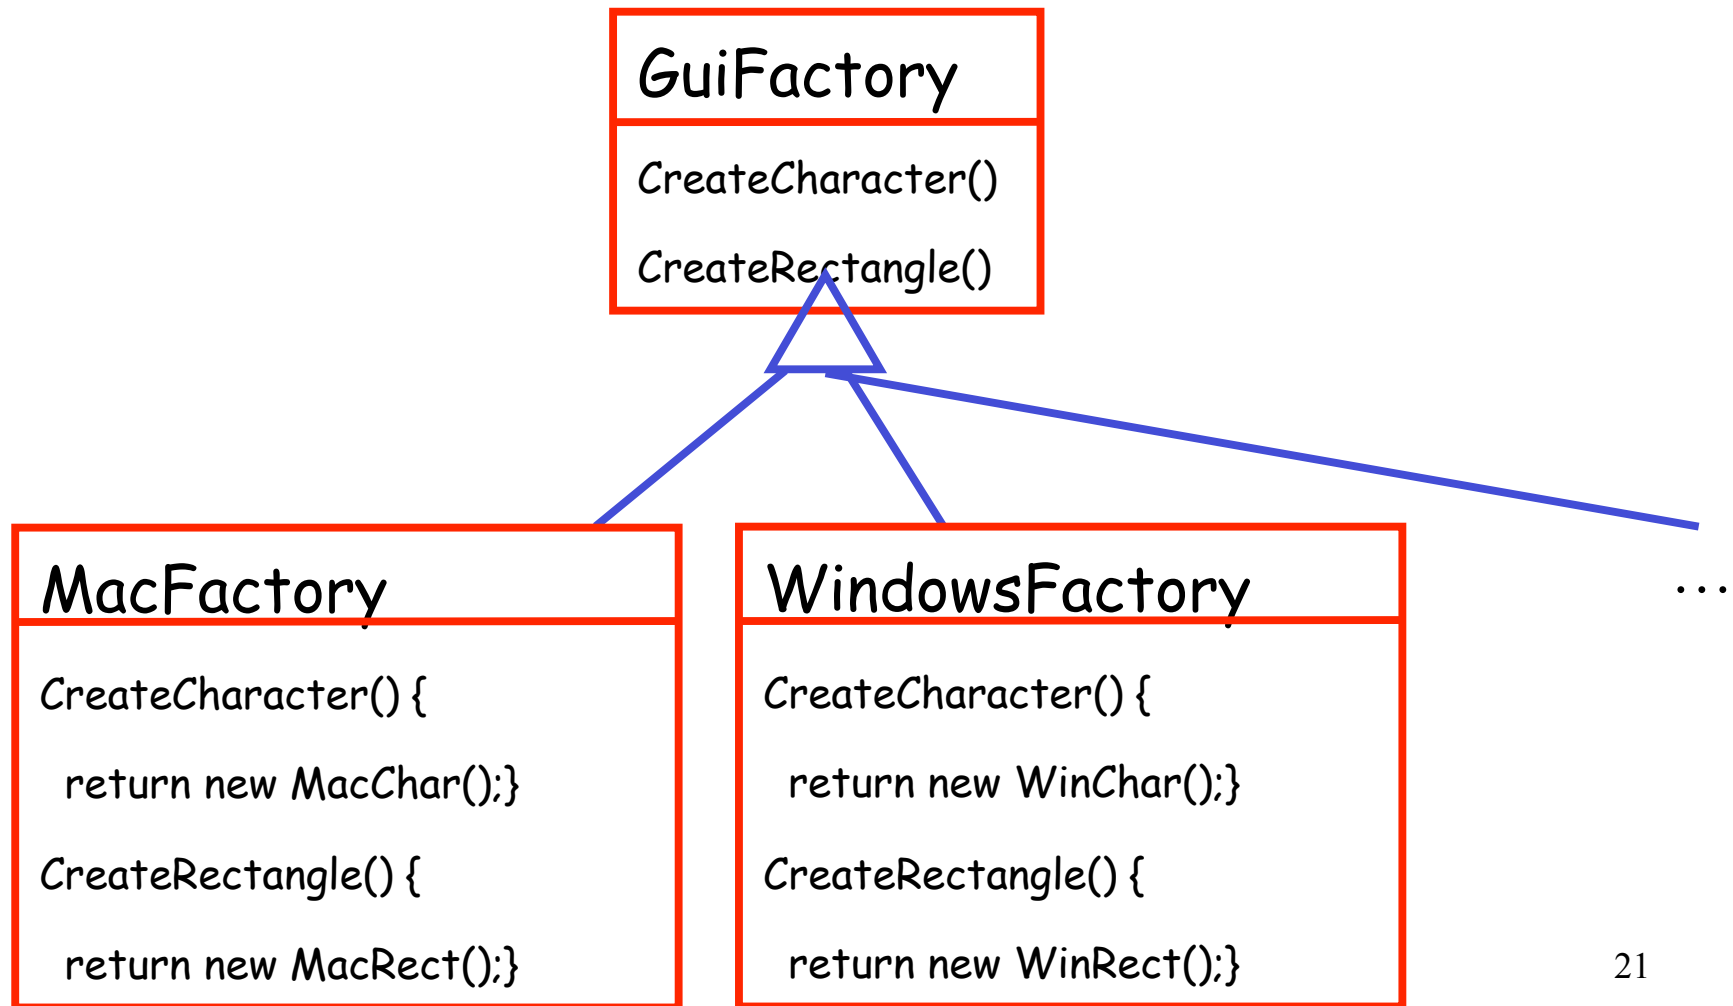 GuiFactory
CreateCharacter()
CreateRectangle()
MacFactory
CreateCharacter() {
return new MacChar();}
CreateRectangle() {
return new MacRect();}
WindowsFactory
CreateCharacter() {
return new WinChar();}
CreateRectangle() {
return new WinRect();}
...
21